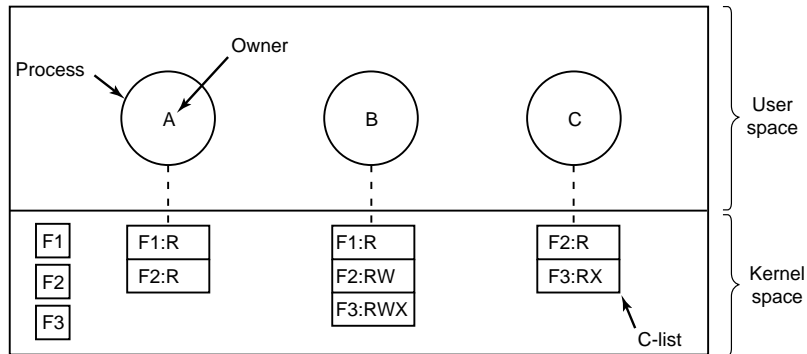 Owner
Process
A
B
C
User
space
F1
F2
F3
F1:R
F2:R
F1:R
F2:RW
F3:RWX
F2:R
F3:RX
C-list
Kernel
space